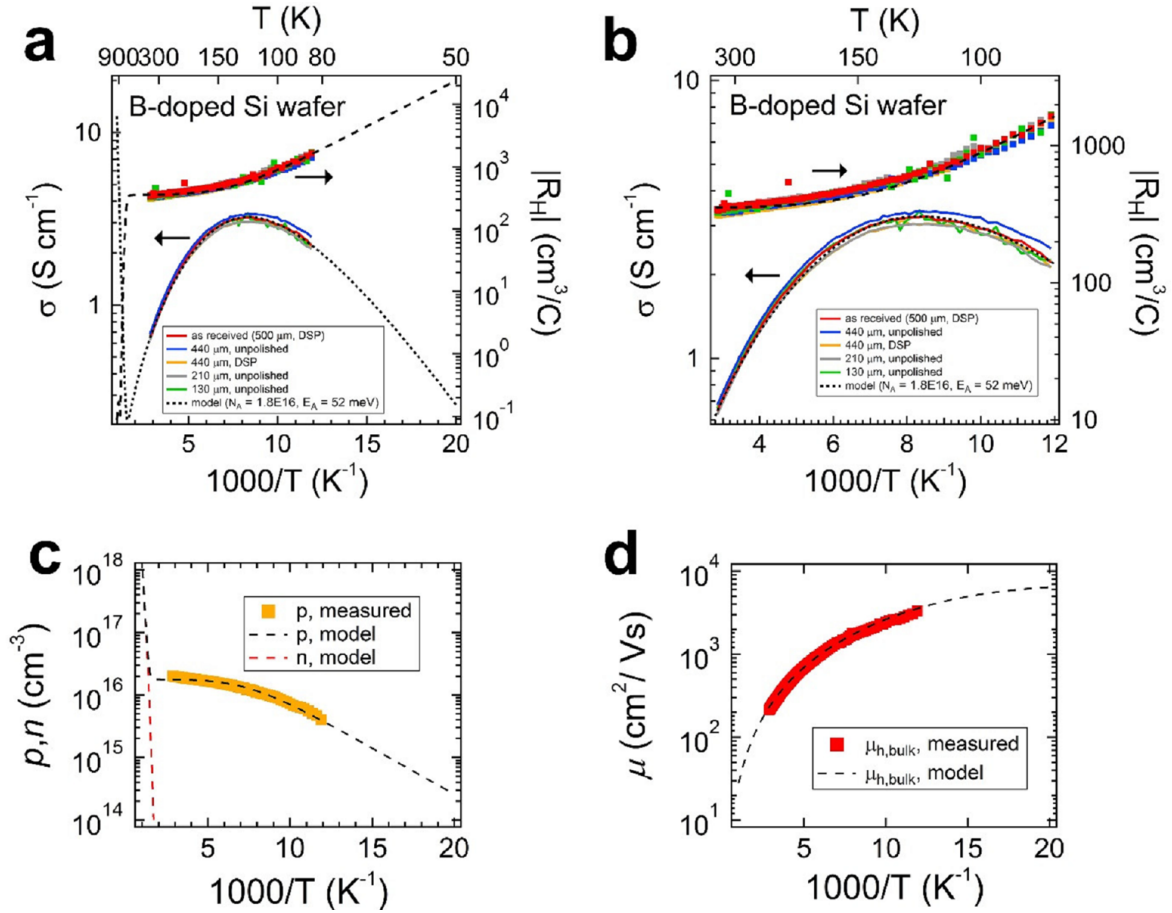 a
T (K)
900 300 150 100 80 50
B-doped Si wafer
10
1
σ (S cm⁻¹)
10⁴
10³
10²
10¹
10⁰
10⁻¹
|R_H| (cm³/C)
as received (500 μm, DSP)
440 μm, unpolished
440 μm, DSP
210 μm, unpolished
130 μm, unpolished
model (N_A = 1.8E16, E_A = 52 meV)
5 10 15 20
1000/T (K⁻¹)
b
T (K)
300 150 100
B-doped Si wafer
10
1
σ (S cm⁻¹)
1000
100
10
|R_H| (cm³/C)
as received (500 μm, DSP)
440 μm, unpolished
440 μm, DSP
210 μm, unpolished
130 μm, unpolished
model (N_A = 1.8E16, E_A = 52 meV)
4 6 8 10 12
1000/T (K⁻¹)
c
10¹⁸
10¹⁷
10¹⁶
10¹⁵
10¹⁴
p,n (cm⁻³)
p, measured
p, model
n, model
5 10 15 20
1000/T (K⁻¹)
d
10⁴
10³
10²
10¹
μ (cm²/ Vs)
μ_h,bulk, measured
μ_h,bulk, model
5 10 15 20
1000/T (K⁻¹)